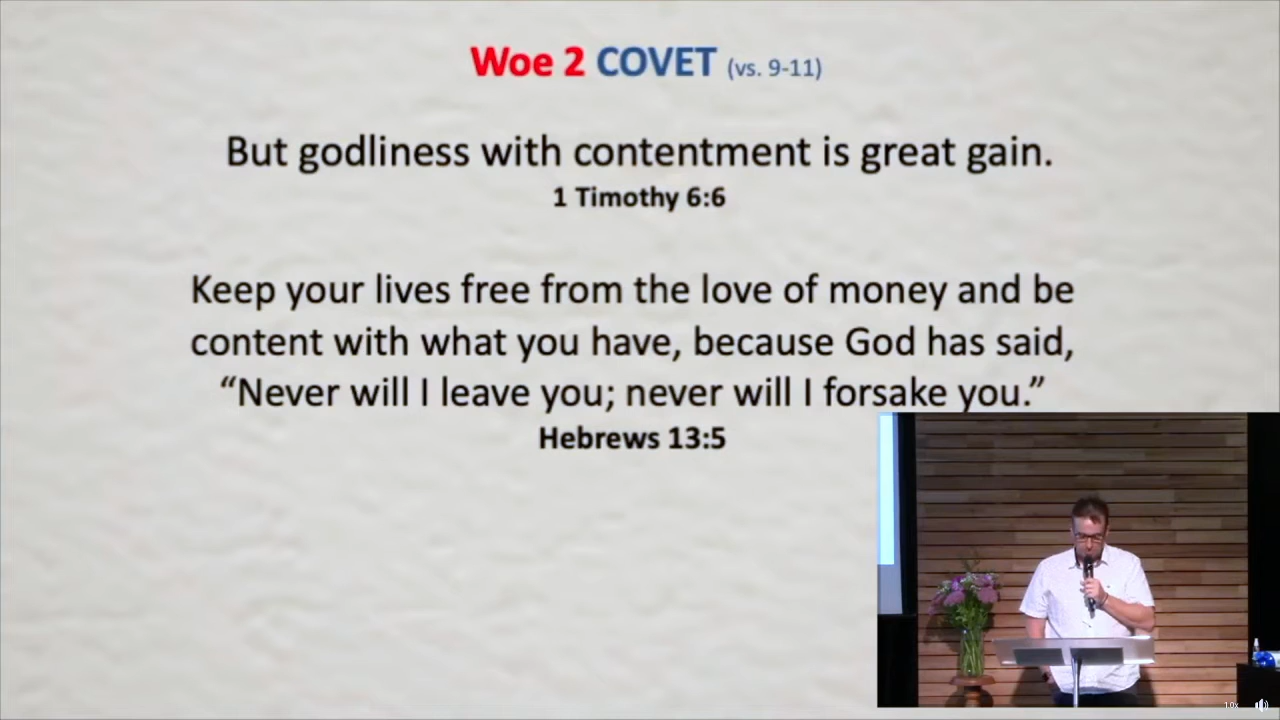 Woe 2 COVET (vs. 9-11)
But godliness with contentment is great gain.
1 Timothy 6:6
Keep your lives free from the love of money and be
content with what you have, because God has said,
“Never will I leave you; never will I forsake you.”
Hebrews 13:5
1.0x